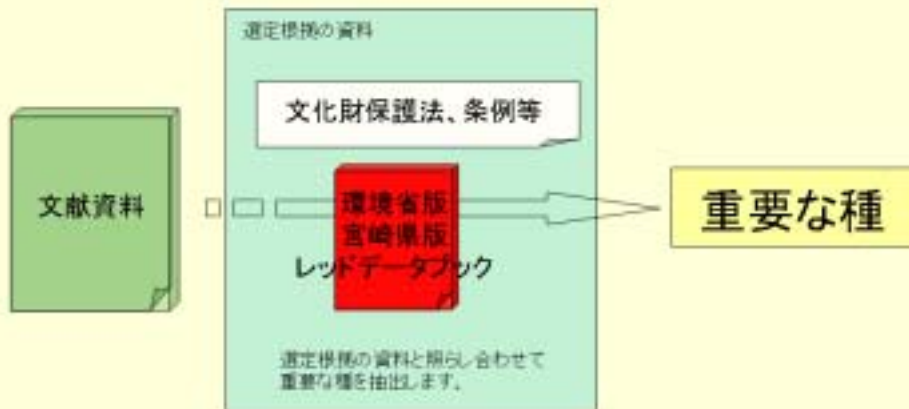 選定根拠の資料
文化財保護法、条例等
文献資料
環境省版
宮崎県版
レッドデータブック
重要な種
選定根拠の資料と照らし合わせて
重要な種を抽出します。